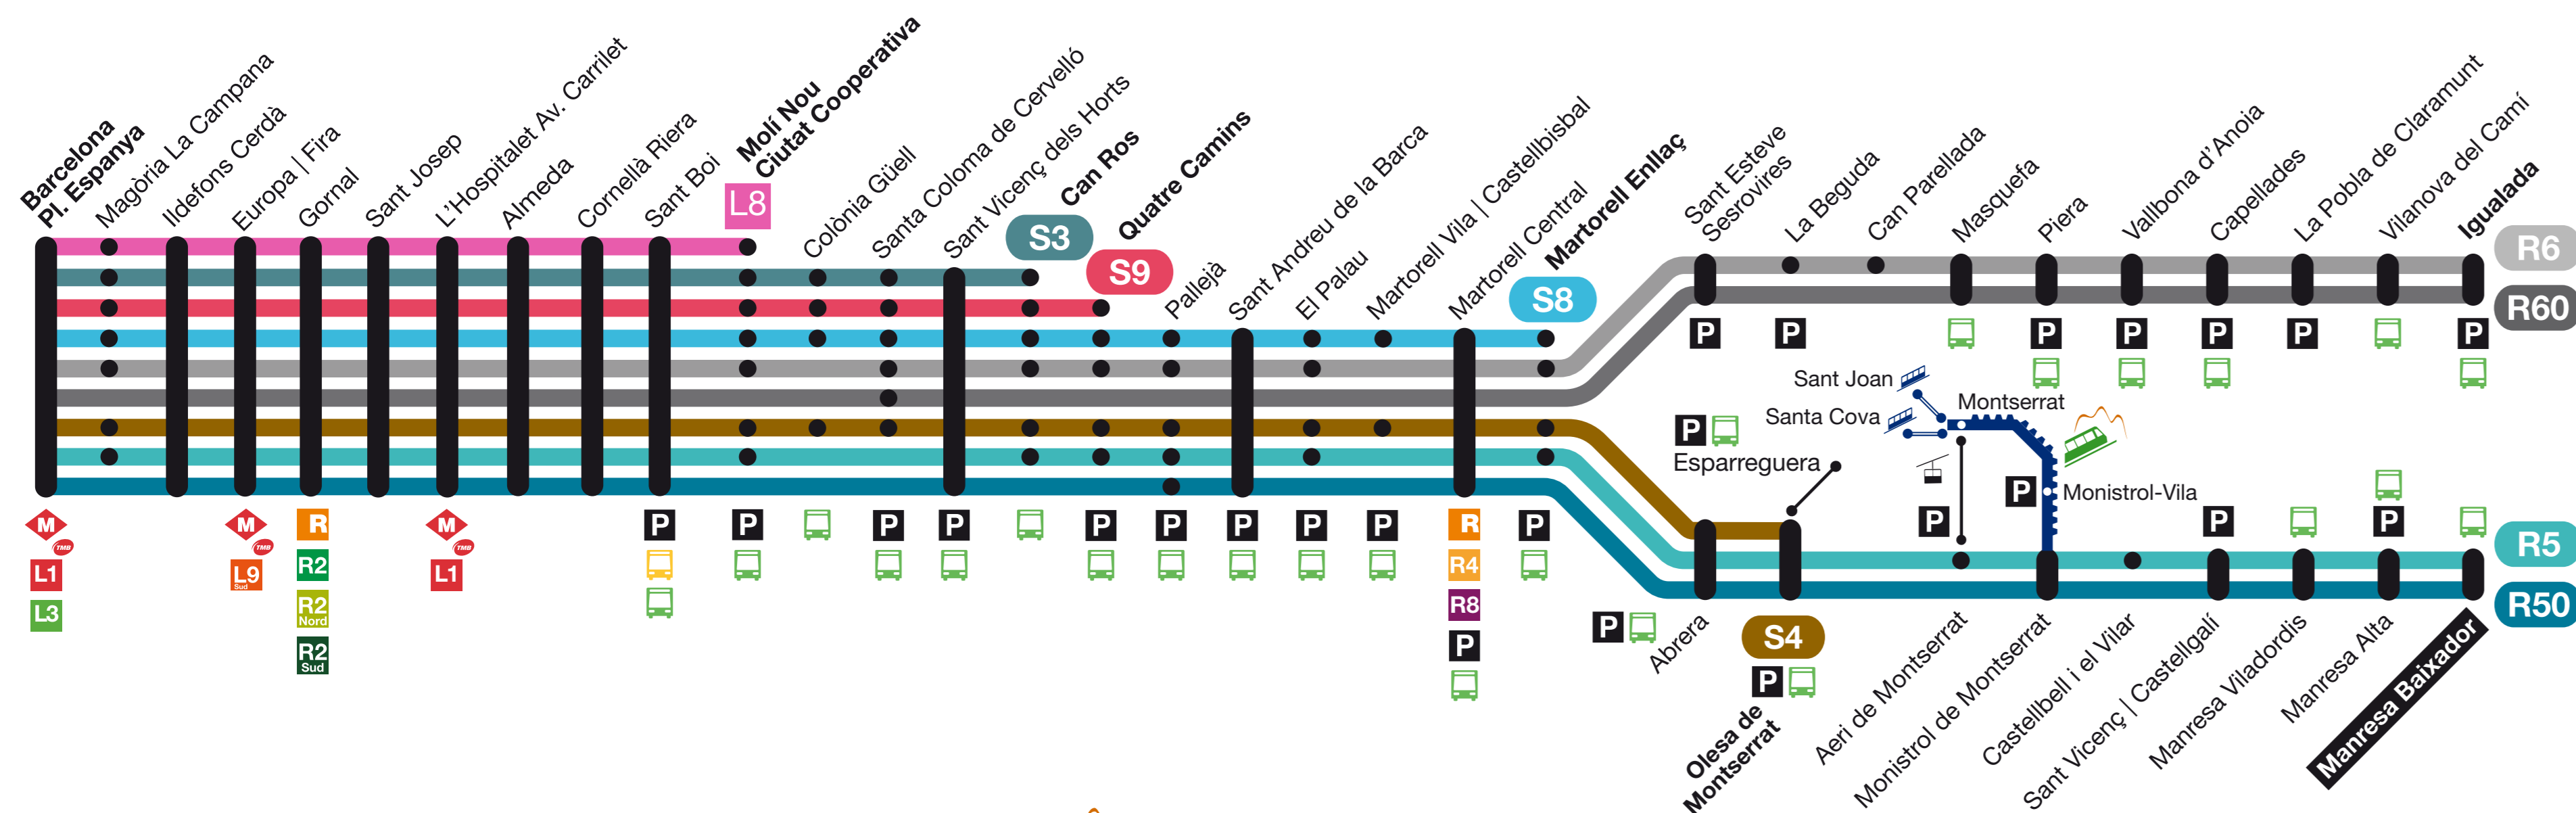 Barcelona
Pl. Espanya
Magòria La Campana
Ildefons Cerdà
Europa | Fira
Gornal
Sant Josep
L'Hospitalet Av. Carrilet
Almeda
Cornellà Riera
Sant Boi
Molí Nou
Ciutat Cooperativa
L8
Colònia Güell
Santa Coloma de Cervelló
Sant Vicenç dels Horts
Can Ros
S3
Quatre Camins
S9
Pallejà
Sant Andreu de la Barca
El Palau
Martorell Vila | Castellbisbal
Martorell Central
Martorell Enllaç
S8
Sant Esteve
Sesrovires
La Beguda
Can Parellada
Masquefa
Piera
Vallbona d'Anoia
Capellades
La Pobla de Claramunt
Vilanova del Camí
Igualada
R6
R60
P
P
P
P
P
P
P
Sant Joan
Santa Cova
Montserrat
P
Esparreguera
P
Monistrol-Vila
P
P
P
R5
R50
M
TMB
L1
L3
M
TMB
L9
Sud
R
R2
R2
Nord
R2
Sud
M
TMB
L1
P
P
P
P
P
P
P
P
P
R
R4
R8
P
P
P
Abrera
S4
P
Olesa de
Montserrat
Aeri de Montserrat
Monistrol de Montserrat
Castellbell i el Vilar
Sant Vicenç | Castellgalí
Manresa Viladordis
Manresa Alta
Manresa Baixador